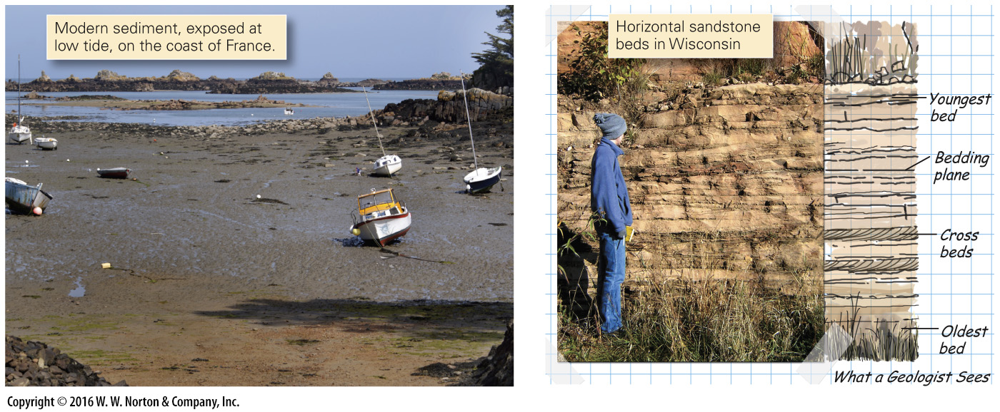 Modern sediment, exposed at
low tide, on the coast of France.
Horizontal sandstone
beds in Wisconsin
Youngest
bed
Bedding
plane
Cross
beds
Oldest
bed
What a Geologist Sees
Copyright © 2016 W. W. Norton & Company, Inc.